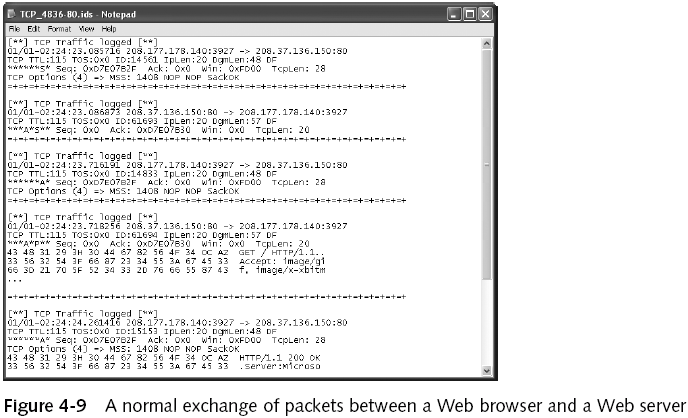 TCP_4836-80.ids - Notepad
File Edit Format View Help
[**] TCP Traffic logged [**]
01/01-02:24:23.085716 208.177.178.140:3927 -> 208.37.136.150:80
TCP TTL:115 TOS:0x0 ID:14561 IpLen:20 DgmLen:48 DF
******S* Seq: 0xD7E07B2F Ack: 0x0 Win: 0xFD00 TcpLen: 28
TCP Options (4) => MSS: 1408 NOP NOP SackOK
=+=+=+=+=+=+=+=+=+=+=+=+=+=+=+=+=+=+=+=+=+=+=+=+=+=+=+=+=+=+=+=+=+=+=+=+=+
[**] TCP Traffic logged [**]
01/01-02:24:23.086873 208.37.136.150:80 -> 208.177.178.140:3927
TCP TTL:115 TOS:0x0 ID:61693 IpLen:20 DgmLen:57 DF
***A*S** Seq: 0x0 Ack: 0xD7E07B30 Win: 0x0 TcpLen: 20
=+=+=+=+=+=+=+=+=+=+=+=+=+=+=+=+=+=+=+=+=+=+=+=+=+=+=+=+=+=+=+=+=+=+=+=+=+
[**] TCP Traffic logged [**]
01/01-02:24:23.716191 208.177.178.140:3927 -> 208.37.136.150:80
TCP TTL:115 TOS:0x0 ID:14833 IpLen:20 DgmLen:48 DF
******A* Seq: 0xD7E07B2F Ack: 0x0 Win: 0xFD00 TcpLen: 28
TCP Options (4) => MSS: 1408 NOP NOP SackOK
=+=+=+=+=+=+=+=+=+=+=+=+=+=+=+=+=+=+=+=+=+=+=+=+=+=+=+=+=+=+=+=+=+=+=+=+=+
[**] TCP Traffic logged [**]
01/01-02:24:23.718256 208.37.136.150:80 -> 208.177.178.140:3927
TCP TTL:115 TOS:0x0 ID:61694 IpLen:20 DgmLen:57 DF
***A*P** Seq: 0x0 Ack: 0xD7E07B30 Win: 0x0 TcpLen: 20
43 48 31 29 3H 30 44 67 82 56 4F 34 0C A2 GET / HTTP/1.1..
33 56 32 54 3F 66 87 23 34 55 3A 67 45 33 Accept: image/gi
66 3D 21 70 5F 52 34 33 2D 76 66 55 87 43 f, image/x-xbitm
...
=+=+=+=+=+=+=+=+=+=+=+=+=+=+=+=+=+=+=+=+=+=+=+=+=+=+=+=+=+=+=+=+=+=+=+=+=+
[**] TCP Traffic logged [**]
01/01-02:24:24.261416 208.177.178.140:3927 -> 208.37.136.150:80
TCP TTL:115 TOS:0x0 ID:15153 IpLen:20 DgmLen:48 DF
******A* Seq: 0xD7E07B2F Ack: 0x0 Win: 0xFD00 TcpLen: 28
TCP Options (4) => MSS: 1408 NOP NOP SackOK
43 48 31 29 3H 30 44 67 82 56 4F 34 0C A2 HTTP/1.1 200 OK
33 56 32 54 3F 66 87 23 34 55 3A 67 45 33 .Server:Microso
Figure 4-9 A normal exchange of packets between a Web browser and a Web server